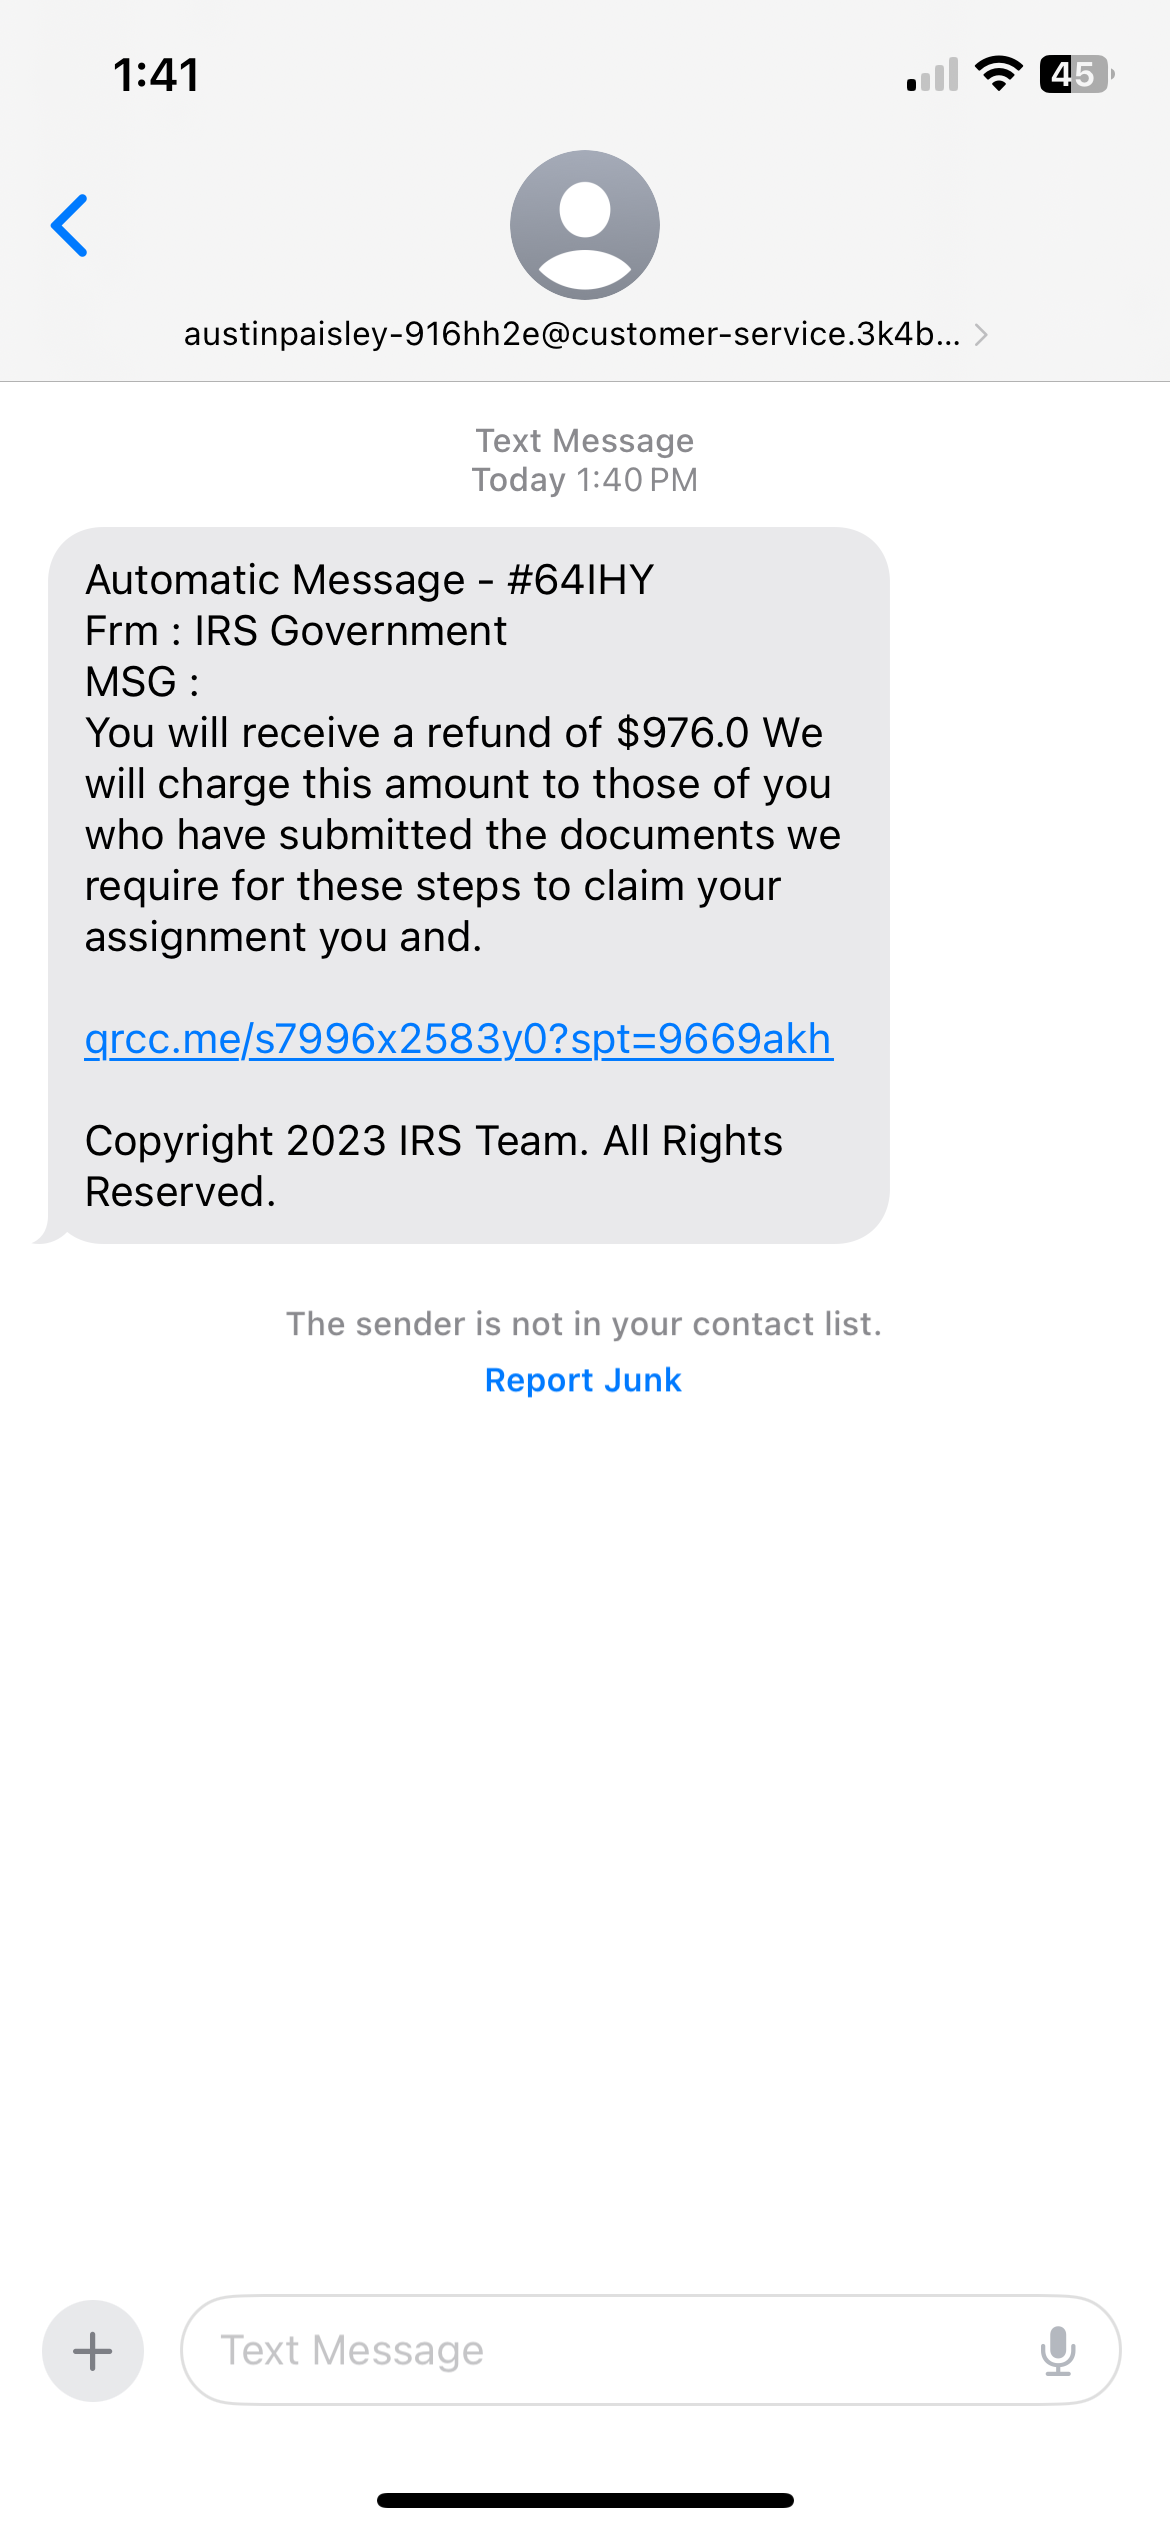 1:41
45
austinpaisley-916hh2e@customer-service.3k4b...
Text Message
Today 1:40 PM
Automatic Message - #64IHY
Frm : IRS Government
MSG :
You will receive a refund of $976.0 We
will charge this amount to those of you
who have submitted the documents we
require for these steps to claim your
assignment you and.
qrcc.me/s7996x2583y0?spt=9669akh
Copyright 2023 IRS Team. All Rights
Reserved.
The sender is not in your contact list.
Report Junk
Text Message